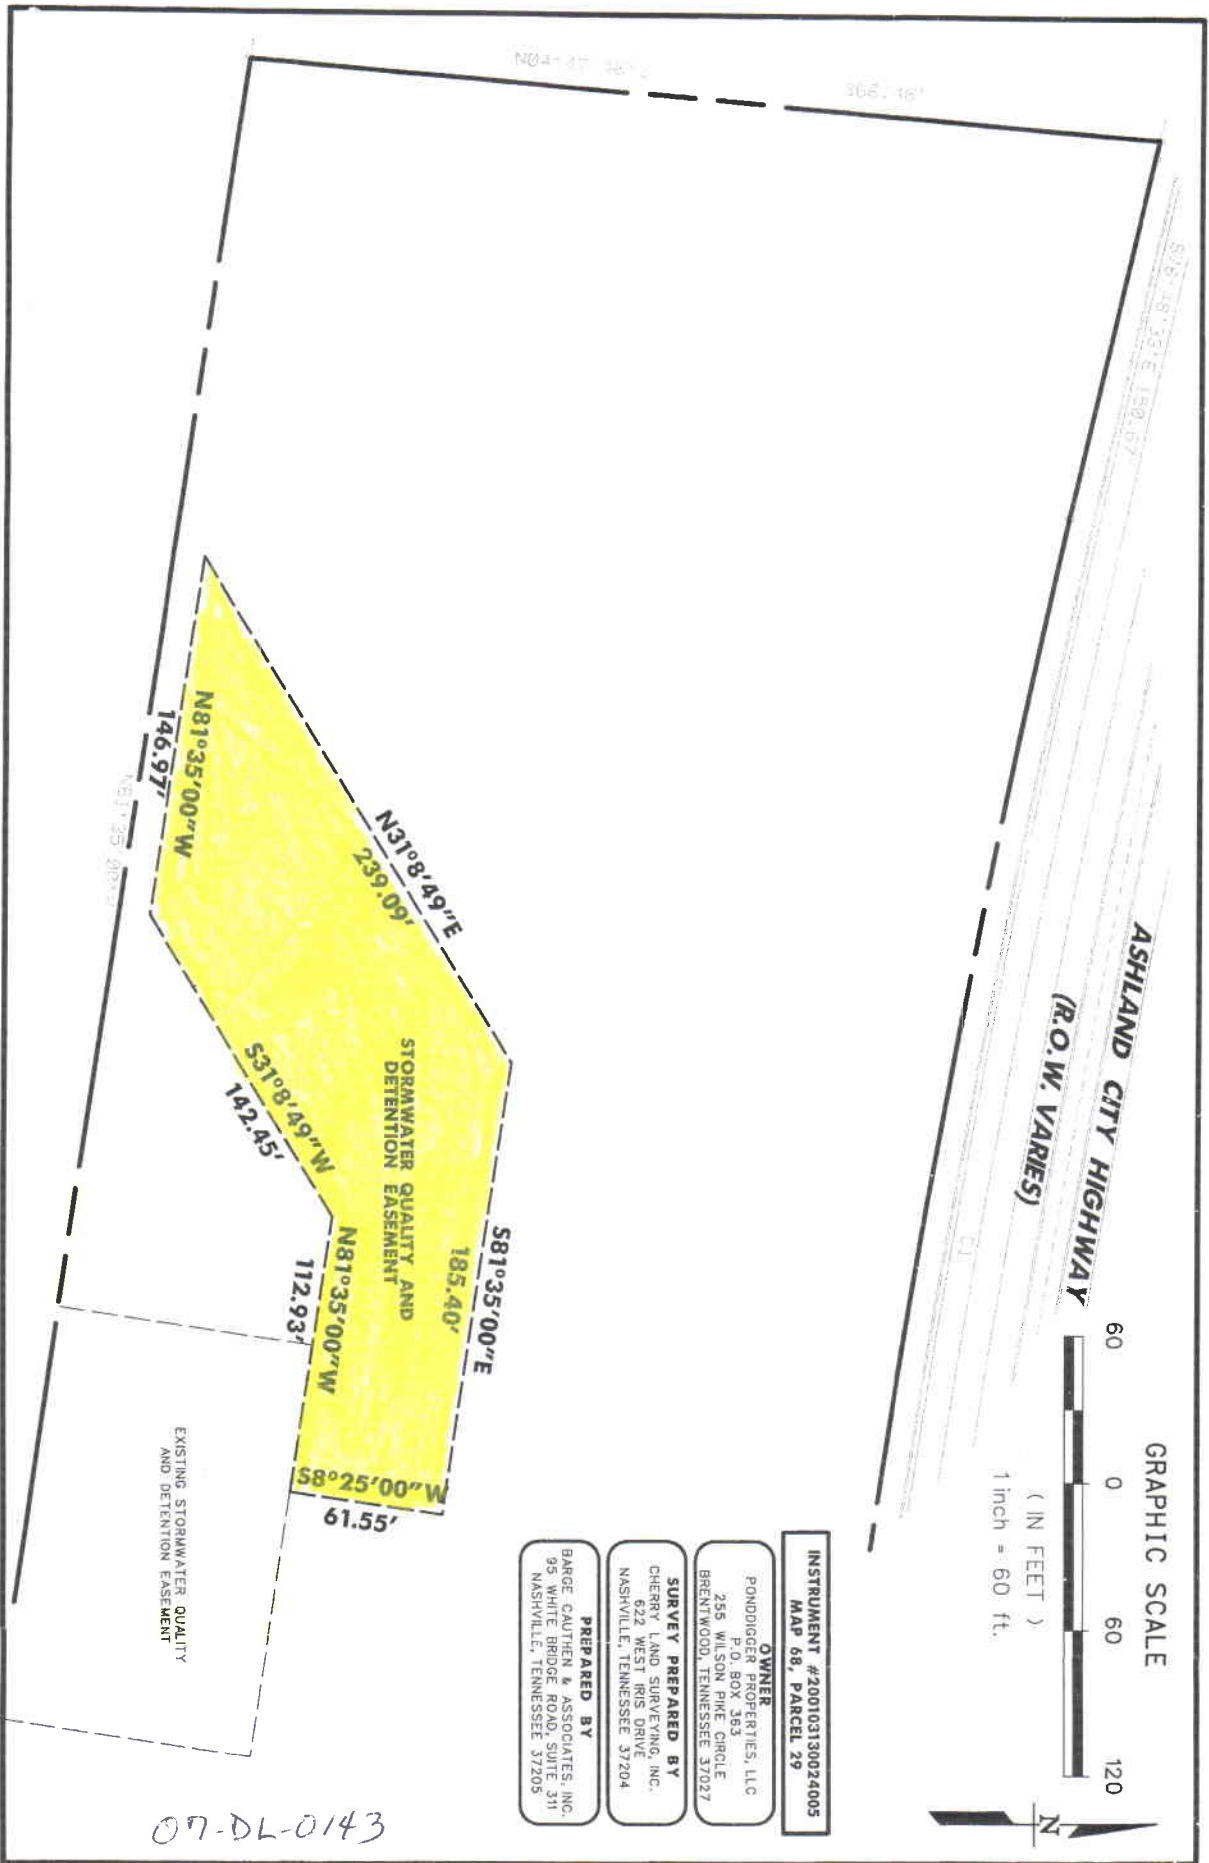 GRAPHIC SCALE
60 0 60 120
( IN FEET )
1 inch = 60 ft.
N
ASHLAND CITY HIGHWAY
(R.O.W. VARIES)
INSTRUMENT #200103130024005
MAP 68, PARCEL 29
OWNER
PONDDIGGER PROPERTIES, LLC
P.O. BOX 363
255 WILSON PIKE CIRCLE
BRENTWOOD, TENNESSEE 37027
SURVEY PREPARED BY
CHERRY LAND SURVEYING, INC.
622 WEST IRIS DRIVE
NASHVILLE, TENNESSEE 37204
PREPARED BY
BARGE CAUTHEN & ASSOCIATES, INC.
95 WHITE BRIDGE ROAD, SUITE 311
NASHVILLE, TENNESSEE 37205
366.46'
S81°35'00"E
185.40'
N31°8'49"E
239.09'
STORMWATER QUALITY AND
DETENTION EASEMENT
S8°25'00"W
61.55'
N81°35'00"W
112.93'
S31°8'49"W
142.45'
N81°35'00"W
146.97'
EXISTING STORMWATER QUALITY
AND DETENTION EASEMENT
07-DL-0143